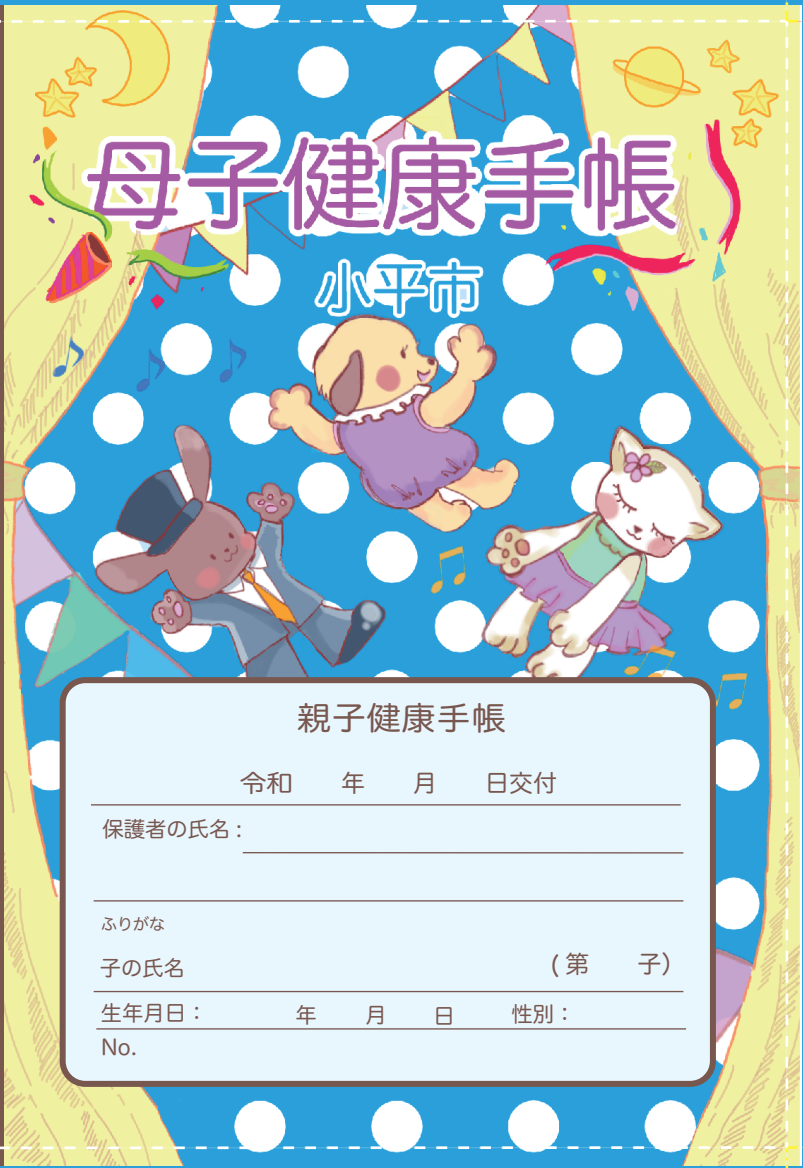 母子健康手帳
小平市
親子健康手帳
令和　　年　　月　　日交付
保護者の氏名：
ふりがな
子の氏名　　　　　　（第　　子）
生年月日：　　　　年　　月　　日　　性別：
No.